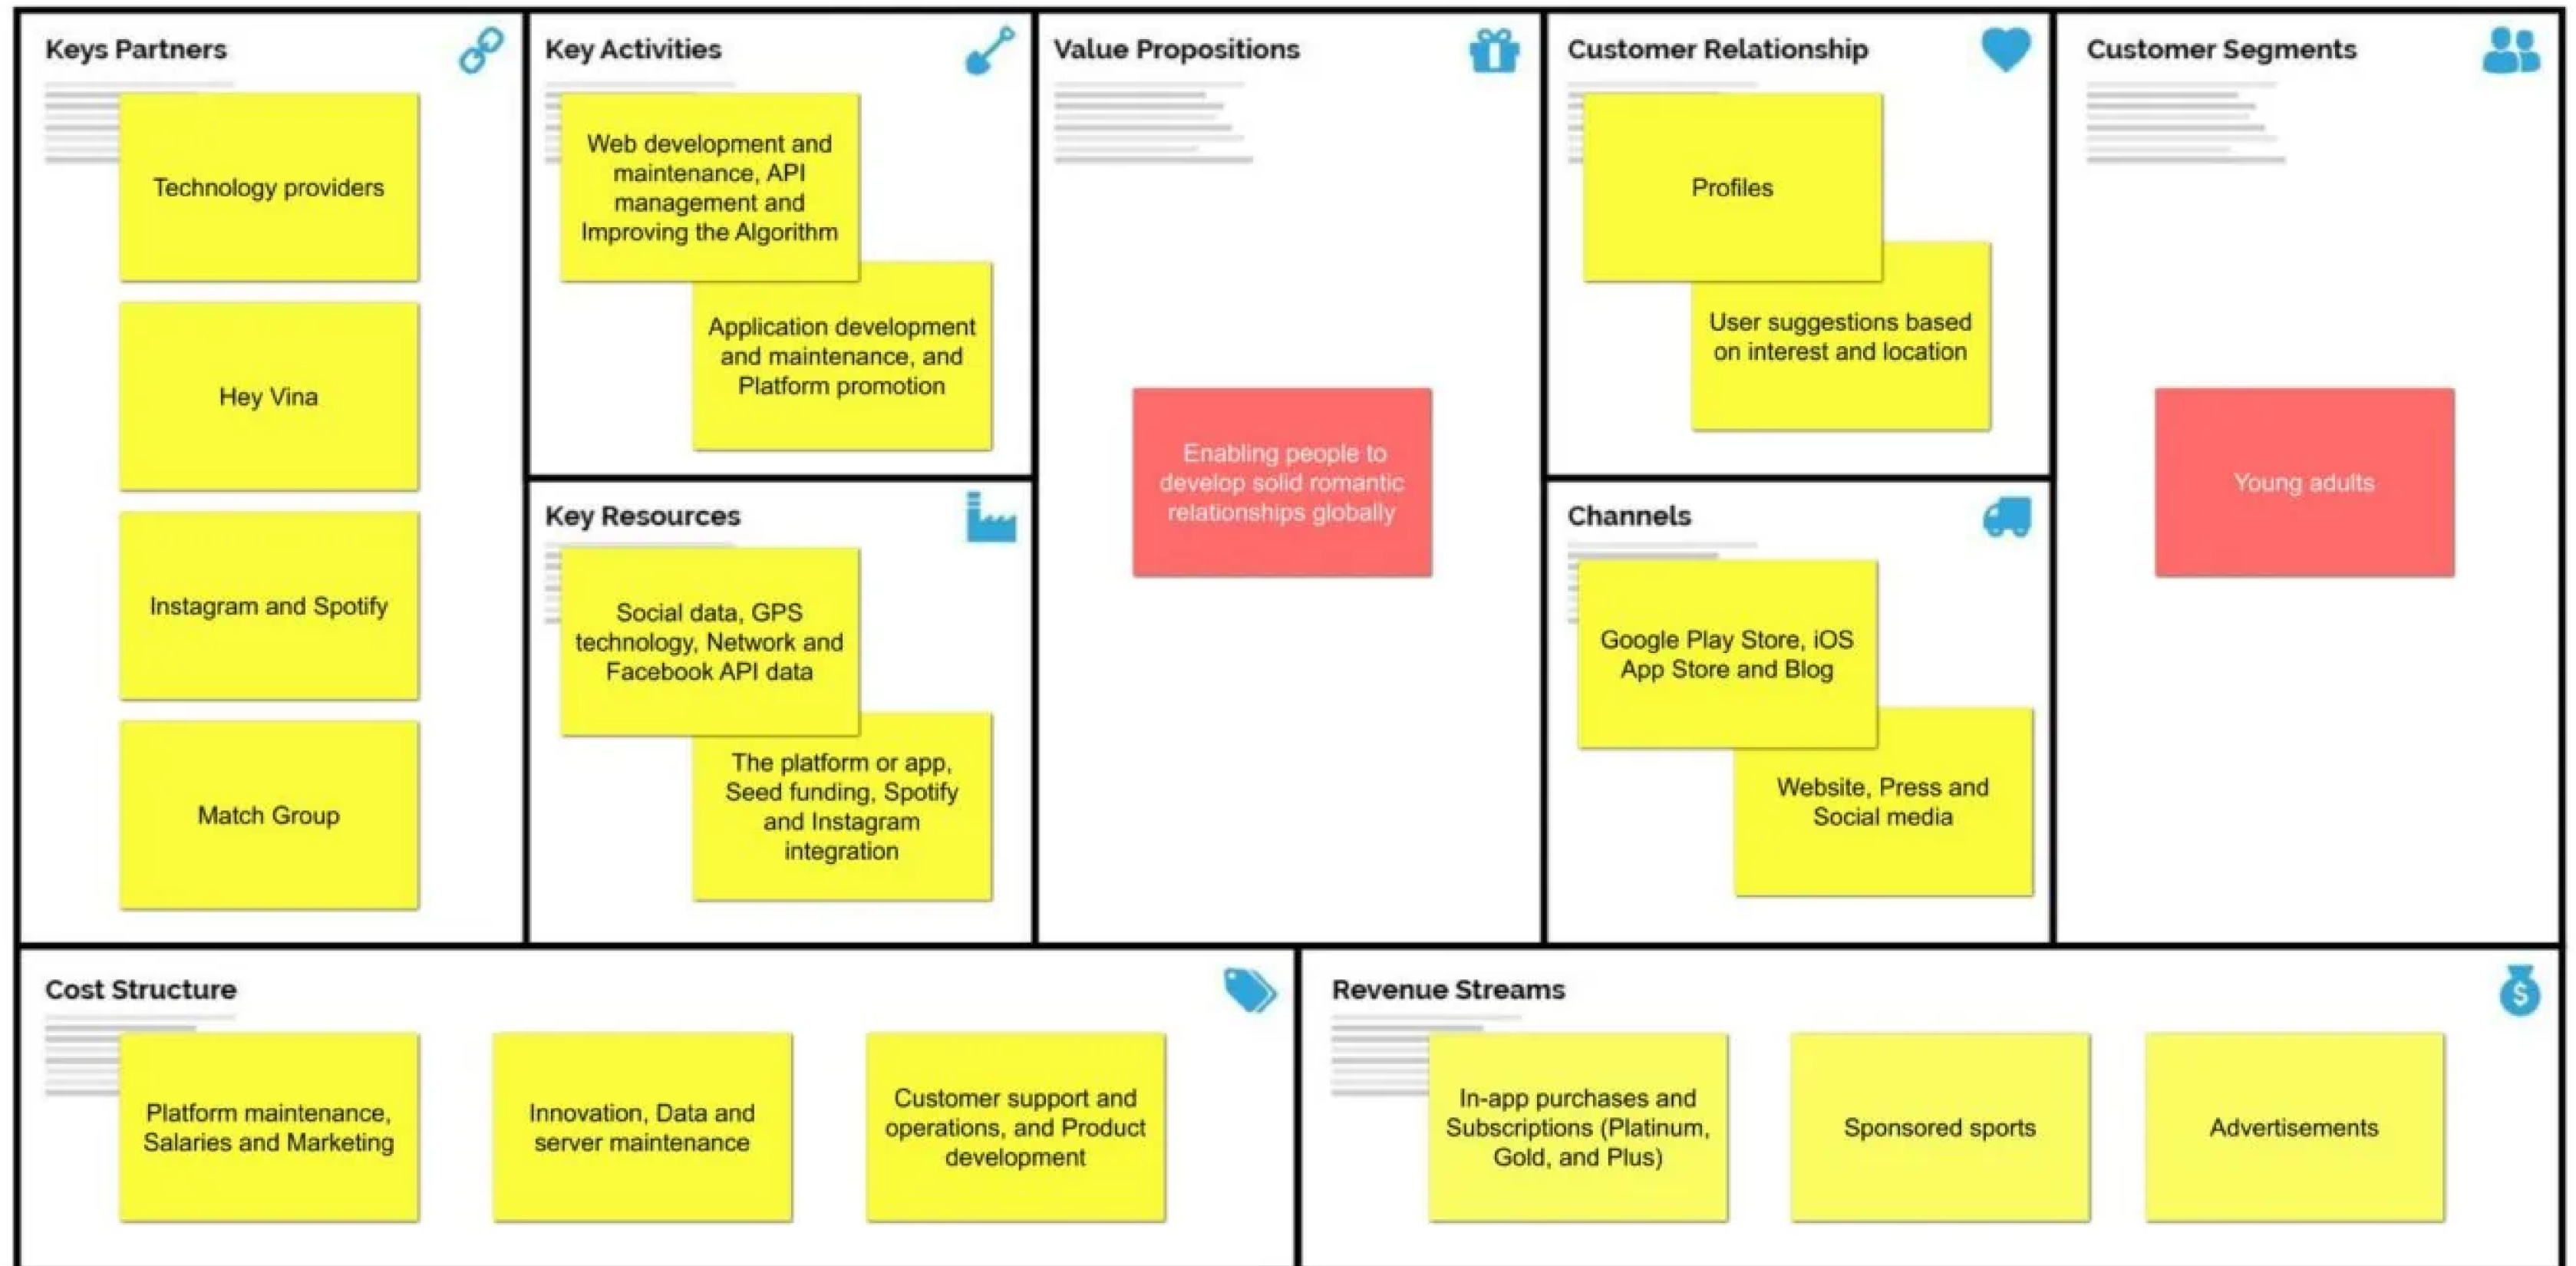 Keys Partners
Technology providers
Hey Vina
Instagram and Spotify
Match Group
Key Activities
Web development and
maintenance, API
management and
Improving the Algorithm
Application development
and maintenance, and
Platform promotion
Key Resources
Social data, GPS
technology, Network and
Facebook API data
The platform or app,
Seed funding, Spotify
and Instagram
integration
Value Propositions
Enabling people to
develop solid romantic
relationships globally
Customer Relationship
Profiles
User suggestions based
on interest and location
Channels
Google Play Store, iOS
App Store and Blog
Website, Press and
Social media
Customer Segments
Young adults
Cost Structure
Platform maintenance,
Salaries and Marketing
Innovation, Data and
server maintenance
Customer support and
operations, and Product
development
Revenue Streams
$
In-app purchases and
Subscriptions (Platinum,
Gold, and Plus)
Sponsored sports
Advertisements